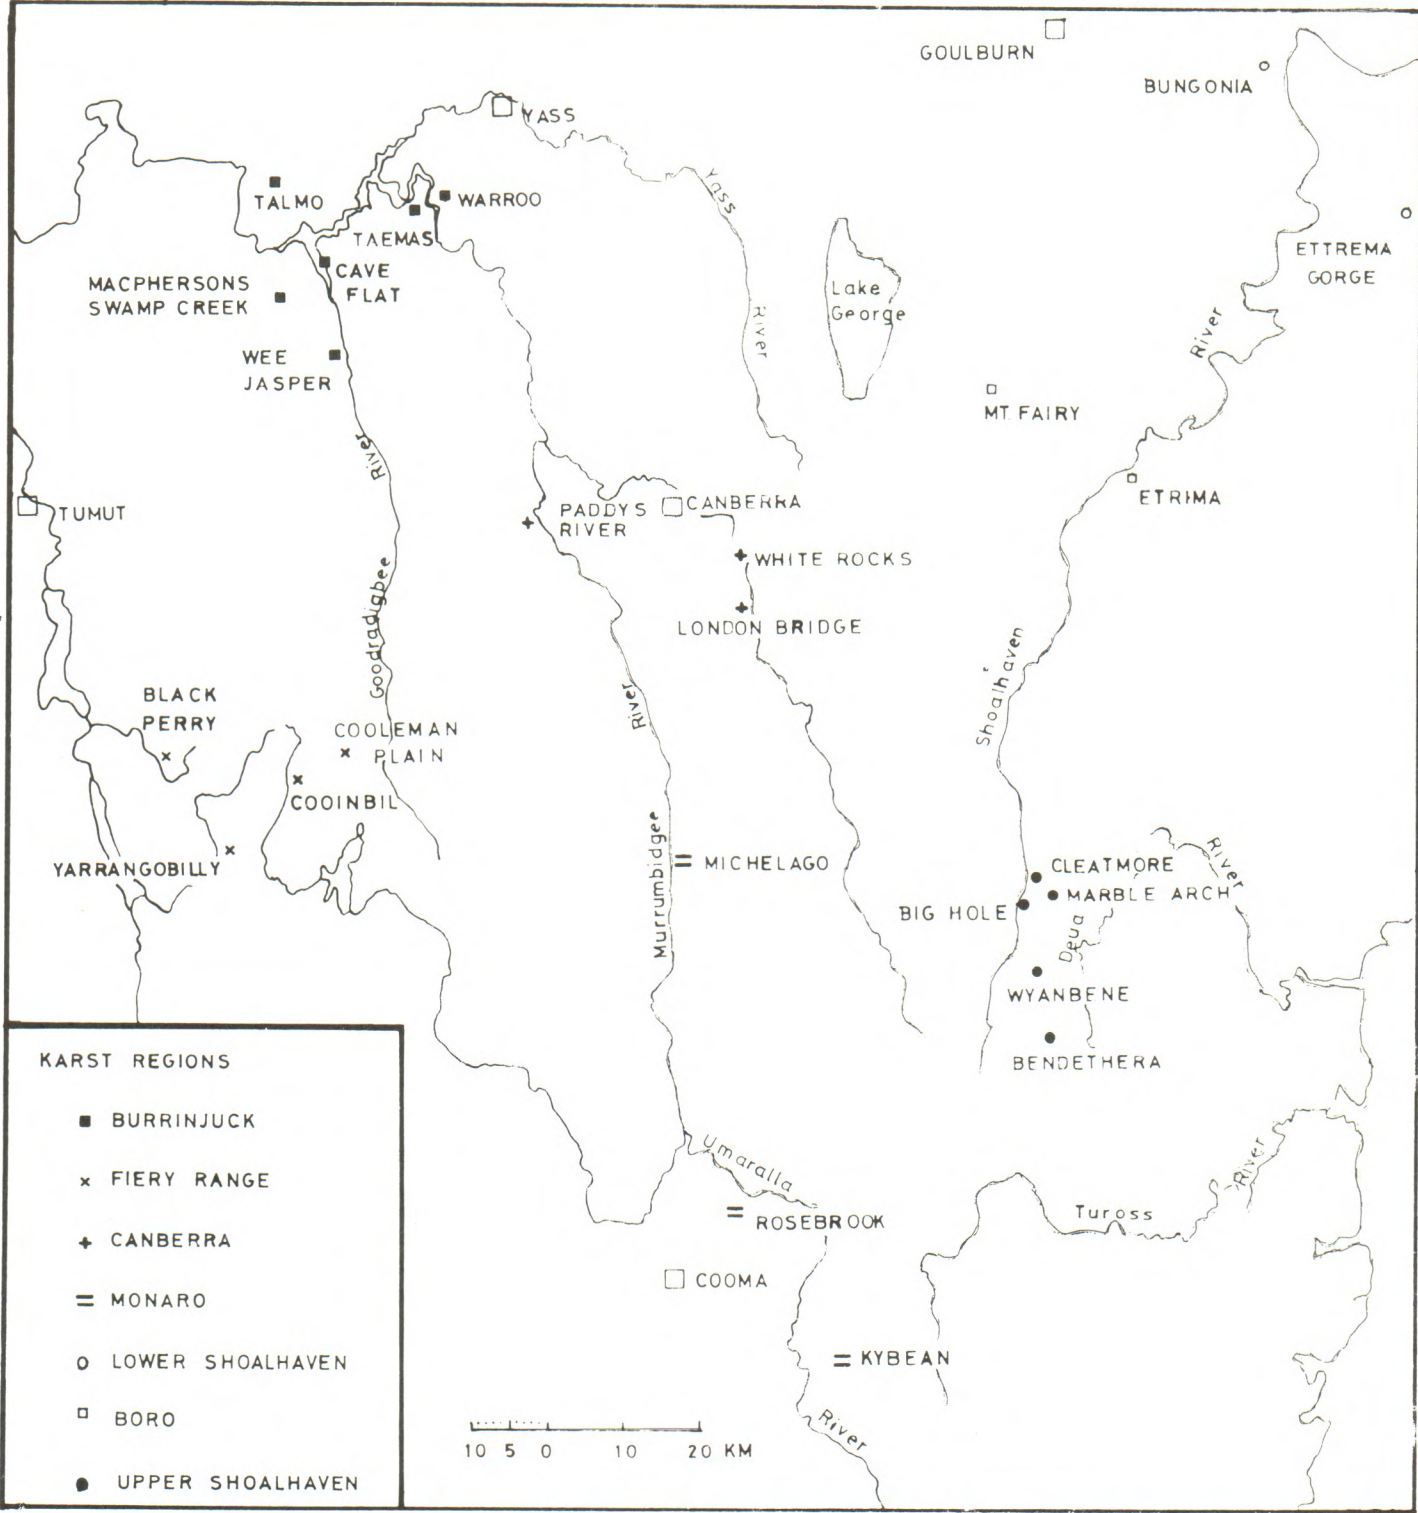 GOULBURN
BUNGONIA
YASS
Yass
River
TALMO
WARROO
TAEMAS
ETTREMA
GORGE
CAVE
FLAT
MACPHERSONS
SWAMP CREEK
Lake
George
River
WEE
JASPER
MT. FAIRY
River
TUMUT
PADDYS
RIVER
CANBERRA
ETRIMA
WHITE ROCKS
LONDON BRIDGE
Goodradigbee
Shoalhaven
BLACK
PERRY
River
COOLEMAN
PLAIN
COOINBIL
YARRANGOBILLY
Murrumbidgee
MICHELAGO
CLEATMORE
River
MARBLE ARCH
BIG HOLE
Deua
WYANBENE
BENDETHERA
KARST REGIONS
BURRINJUCK
FIERY RANGE
CANBERRA
MONARO
LOWER SHOALHAVEN
BORO
UPPER SHOALHAVEN
Umaralla
River
Tuross
ROSEBROOK
COOMA
KYBEAN
River
10 5 0 10 20 KM